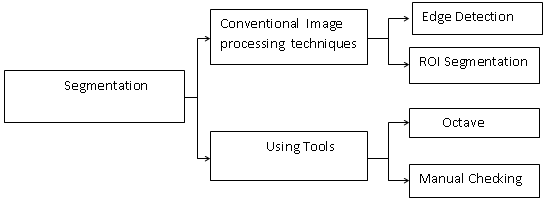 Segmentation
Conventional Image
processing techniques
Edge Detection
ROI Segmentation
Using Tools
Octave
Manual Checking